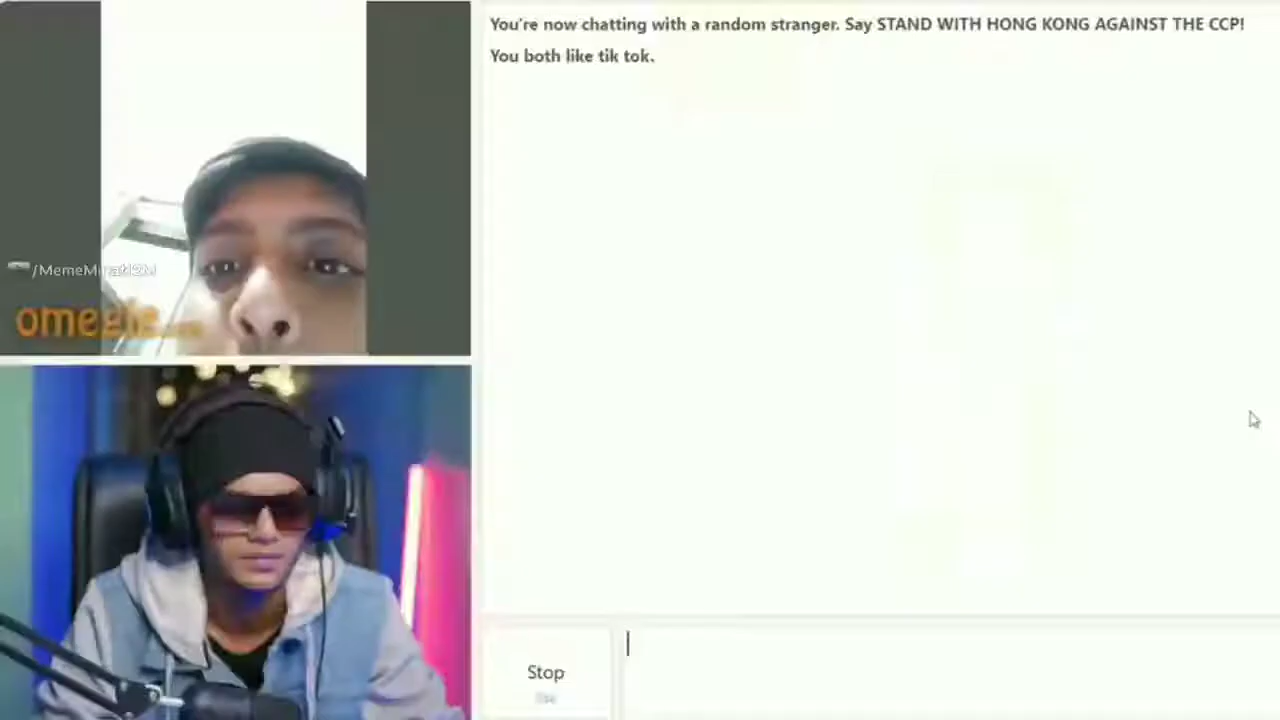 You're now chatting with a random stranger. Say STAND WITH HONG KONG AGAINST THE CCP!
You both like tik tok.
omegle
Stop